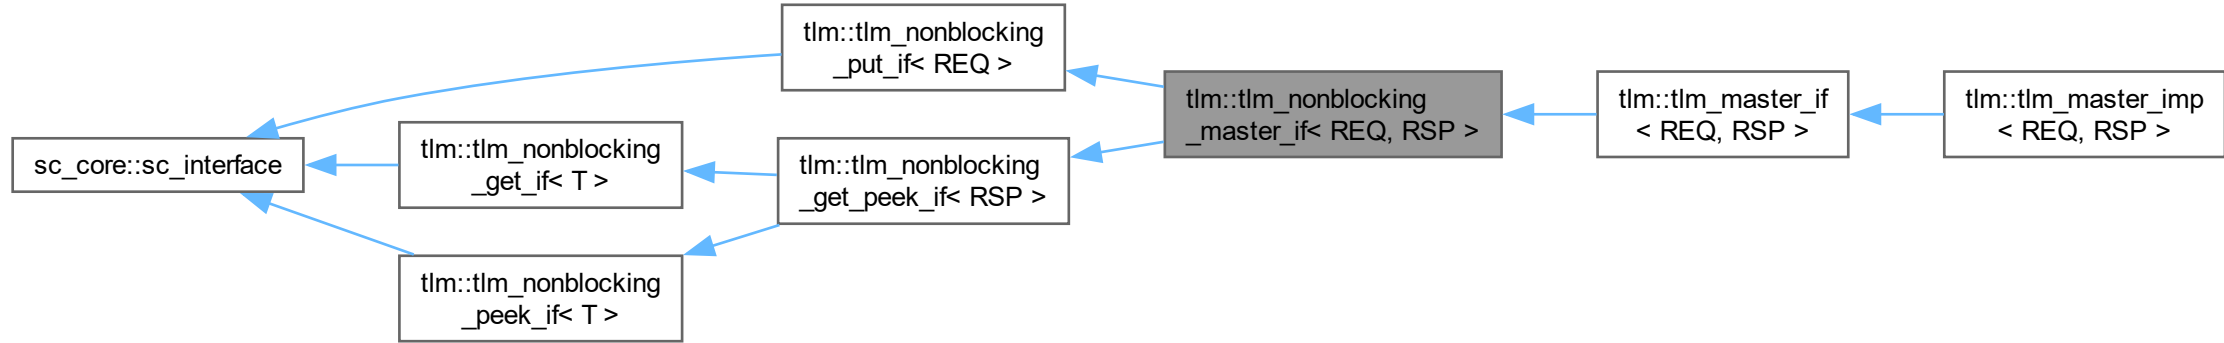 sc_core::sc_interface
tlm::tlm_nonblocking
_put_if< REQ >
tlm::tlm_nonblocking
_get_if< T >
tlm::tlm_nonblocking
_peek_if< T >
tlm::tlm_nonblocking
_get_peek_if< RSP >
tlm::tlm_nonblocking
_master_if< REQ, RSP >
tlm::tlm_master_if
< REQ, RSP >
tlm::tlm_master_imp
< REQ, RSP >